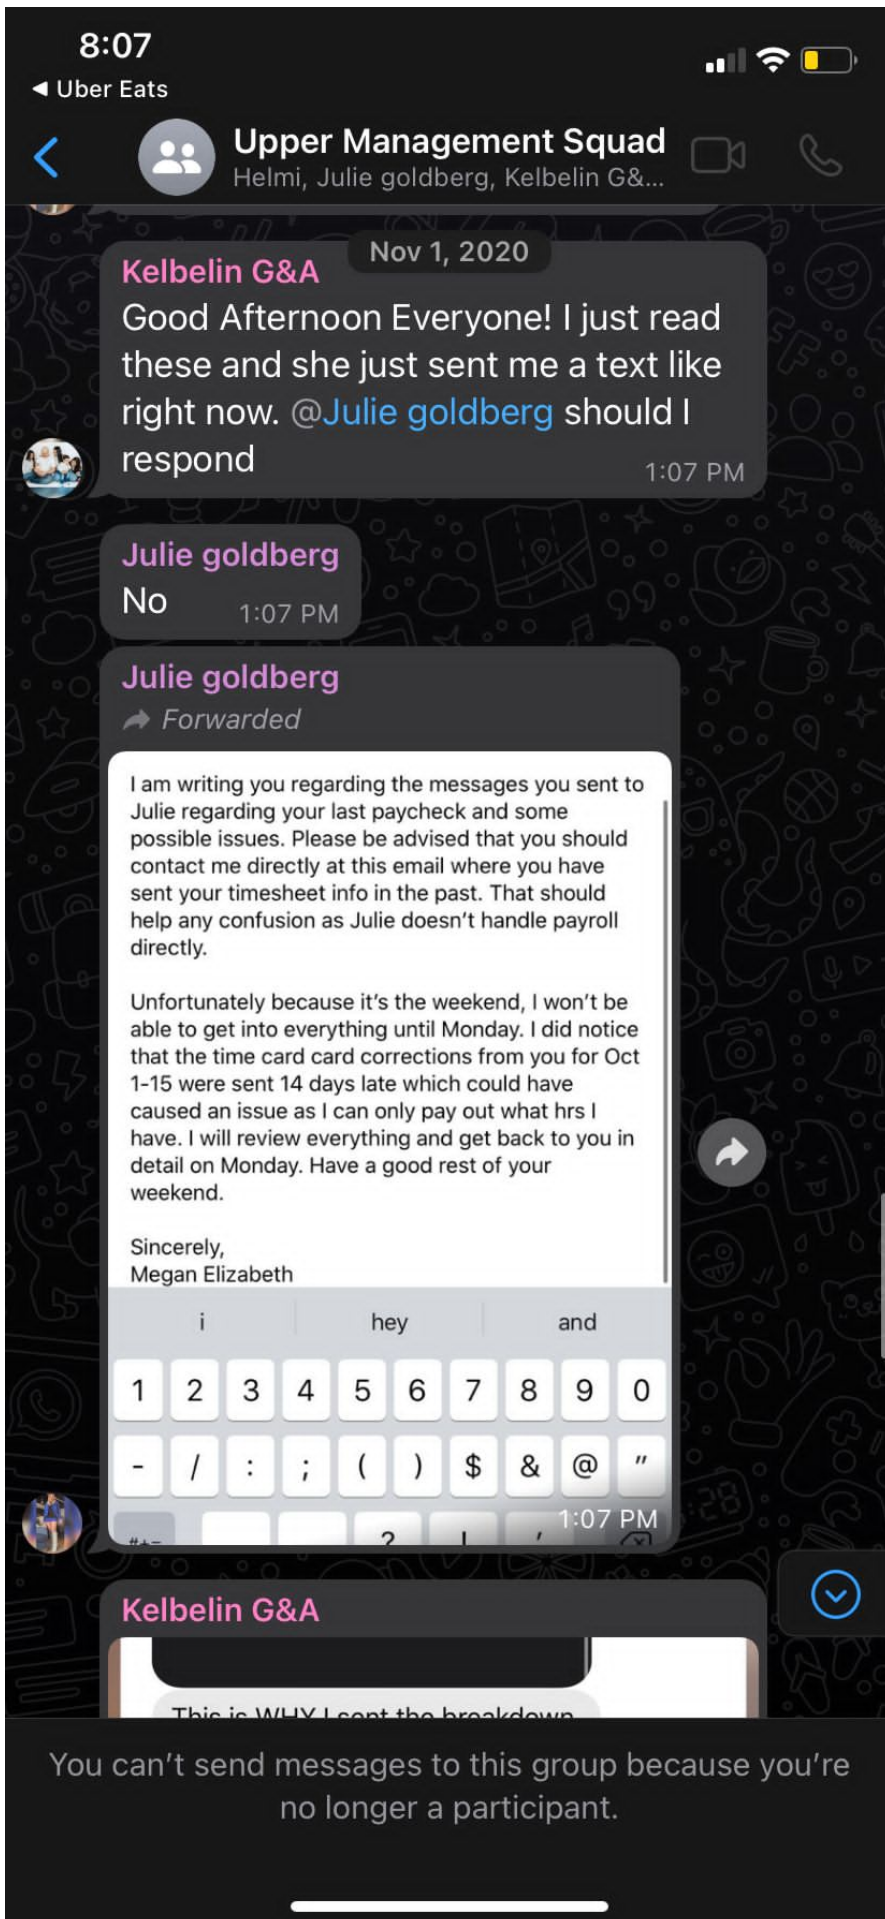 8:07
◀ Uber Eats
Upper Management Squad
Helmi, Julie goldberg, Kelbelin G&...
Nov 1, 2020
Kelbelin G&A
Good Afternoon Everyone! I just read
these and she just sent me a text like
right now. @Julie goldberg should I
respond
1:07 PM
Julie goldberg
No
1:07 PM
Julie goldberg
Forwarded
I am writing you regarding the messages you sent to
Julie regarding your last paycheck and some
possible issues. Please be advised that you should
contact me directly at this email where you have
sent your timesheet info in the past. That should
help any confusion as Julie doesn't handle payroll
directly.
Unfortunately because it's the weekend, I won't be
able to get into everything until Monday. I did notice
that the time card card corrections from you for Oct
1-15 were sent 14 days late which could have
caused an issue as I can only pay out what hrs I
have. I will review everything and get back to you in
detail on Monday. Have a good rest of your
weekend.
Sincerely,
Megan Elizabeth
i hey and
1 2 3 4 5 6 7 8 9 0
- / : ; ( ) $ & @ "
#+= ? ! '
1:07 PM
Kelbelin G&A
This is WHY I sent the breakdown
You can't send messages to this group because you're
no longer a participant.